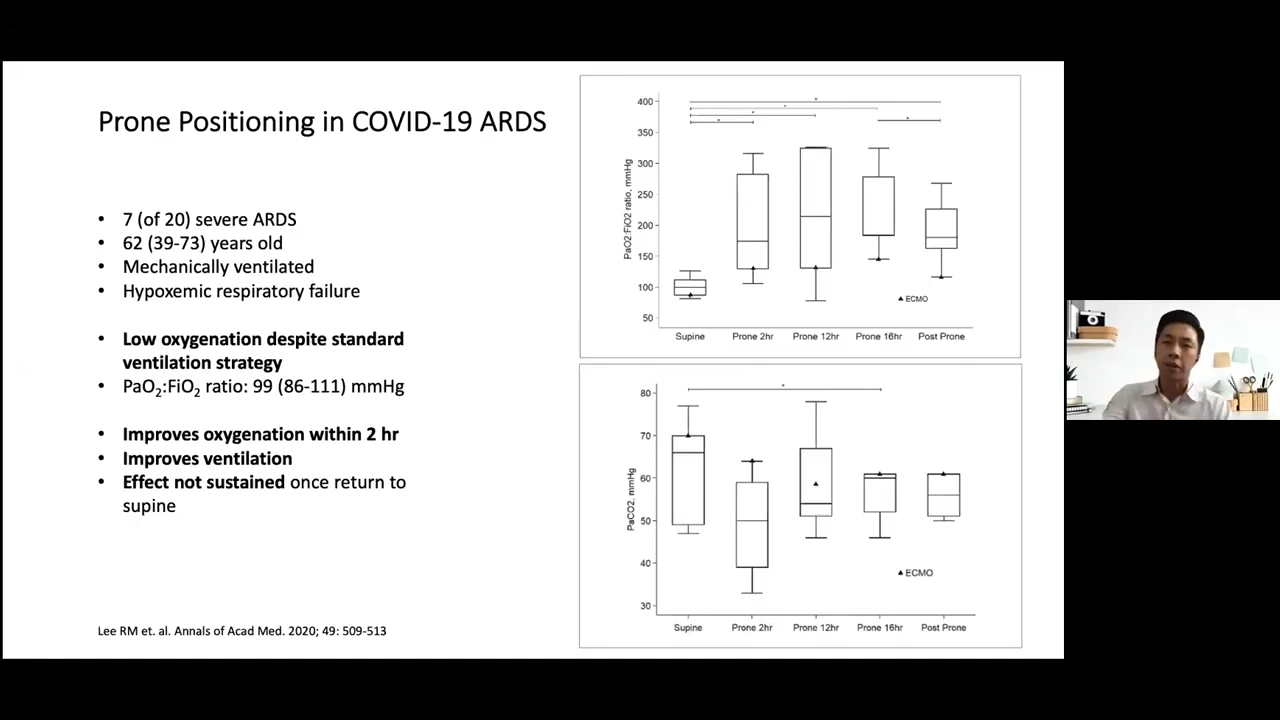 Prone Positioning in COVID-19 ARDS
• 7 (of 20) severe ARDS
• 62 (39-73) years old
• Mechanically ventilated
• Hypoxemic respiratory failure
• Low oxygenation despite standard
ventilation strategy
• PaO₂:FiO₂ ratio: 99 (86-111) mmHg
• Improves oxygenation within 2 hr
• Improves ventilation
• Effect not sustained once return to
supine
Lee RM et. al. Annals of Acad Med. 2020; 49: 509-513
PaO2:FiO2 ratio, mmHg
400
350
300
250
200
150
100
50
* * * * *
▲ ECMO
Supine Prone 2hr Prone 12hr Prone 16hr Post Prone
PaCO2, mmHg
80
70
60
50
40
30
*
▲ ECMO
Supine Prone 2hr Prone 12hr Prone 16hr Post Prone